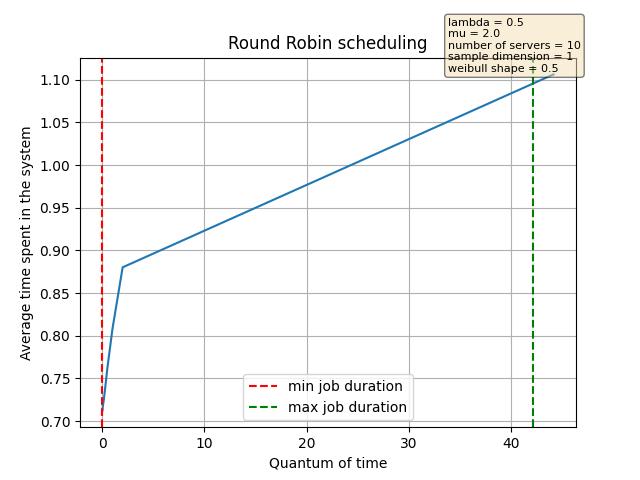 Round Robin scheduling
lambda = 0.5
mu = 2.0
number of servers = 10
sample dimension = 1
weibull shape = 0.5
Average time spent in the system
1.10
1.05
1.00
0.95
0.90
0.85
0.80
0.75
0.70
min job duration
max job duration
0 10 20 30 40
Quantum of time